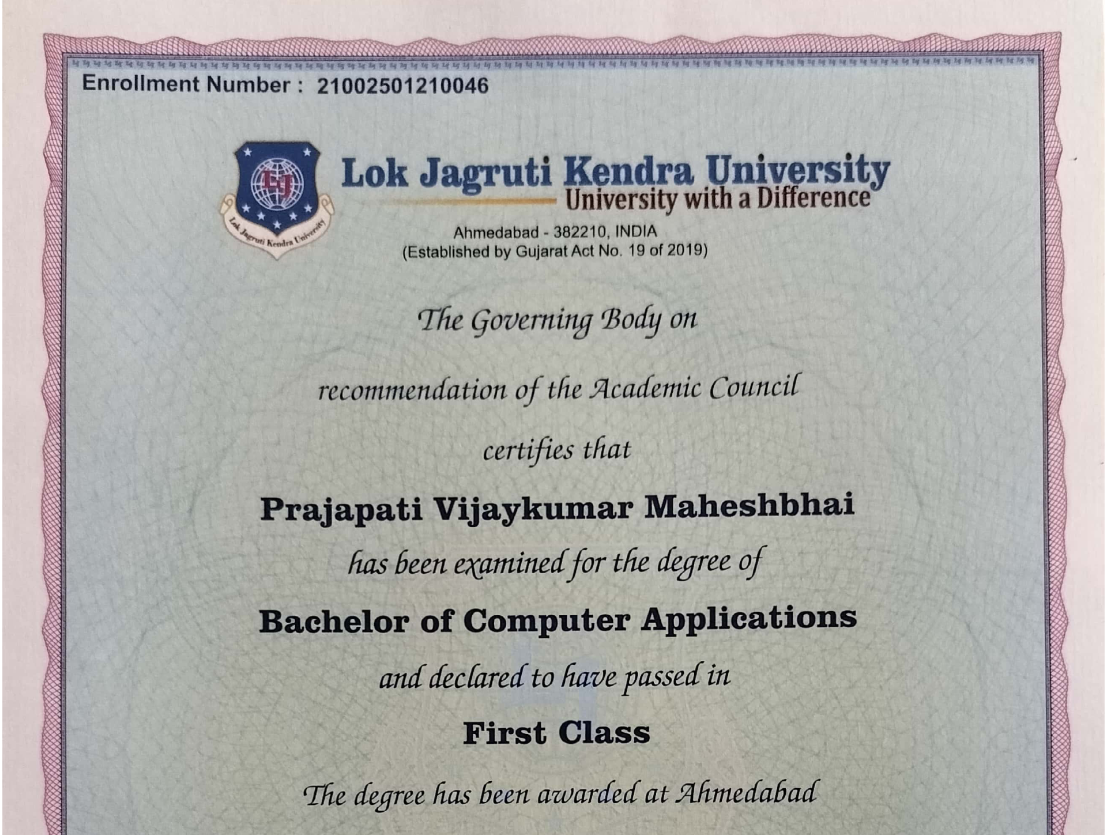 Enrollment Number : 21002501210046
Lok Jagruti Kendra University
University with a Difference
LJ
Lok Jagruti Kendra University
Ahmedabad - 382210, INDIA
(Established by Gujarat Act No. 19 of 2019)
The Governing Body on
recommendation of the Academic Council
certifies that
Prajapati Vijaykumar Maheshbhai
has been examined for the degree of
Bachelor of Computer Applications
and declared to have passed in
First Class
The degree has been awarded at Ahmedabad